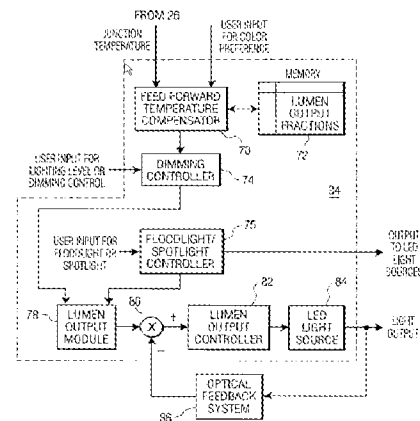 FROM 26
JUNCTION
TEMPERATURE
USER INPUT
FOR COLOR
PREFERENCE
MEMORY
FEED FORWARD
TEMPERATURE
COMPENSATOR
LUMEN
OUTPUT
FRACTIONS
70
72
USER INPUT FOR
LIGHTING LEVEL OR
DIMMING CONTROL
DIMMING
CONTROLLER
74
34
75
USER INPUT FOR
FLOODLIGHT OR
SPOTLIGHT
FLOODLIGHT/
SPOTLIGHT
CONTROLLER
OUTPUT
TO LED
LIGHT
SOURCES
78
LUMEN
OUTPUT
MODULE
X
+
−
82
LUMEN
OUTPUT
CONTROLLER
84
LED
LIGHT
SOURCE
LIGHT
OUTPUT
OPTICAL
FEEDBACK
SYSTEM